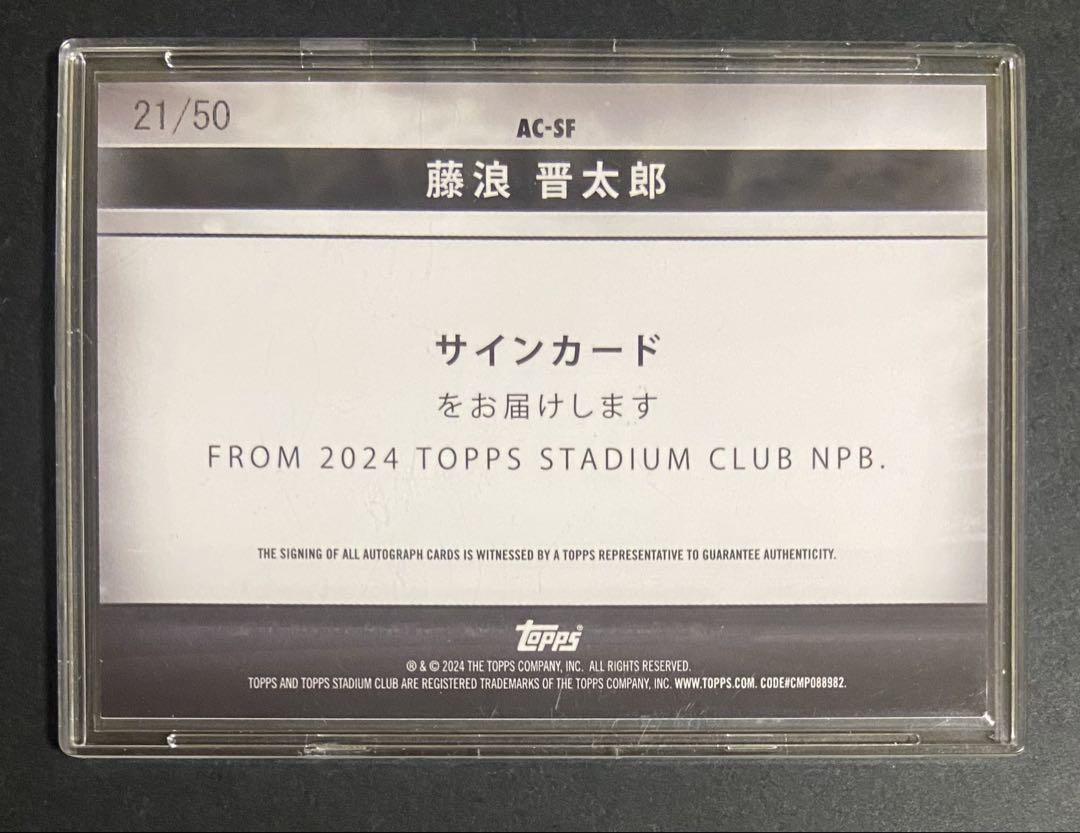 21/50
AC-SF
藤浪 晋太郎
サインカード
をお届けします
FROM 2024 TOPPS STADIUM CLUB NPB.
THE SIGNING OF ALL AUTOGRAPH CARDS IS WITNESSED BY A TOPPS REPRESENTATIVE TO GUARANTEE AUTHENTICITY.
Topps®
® & © 2024 THE TOPPS COMPANY, INC. ALL RIGHTS RESERVED.
TOPPS AND TOPPS STADIUM CLUB ARE REGISTERED TRADEMARKS OF THE TOPPS COMPANY, INC. WWW.TOPPS.COM. CODE#CMP088982.